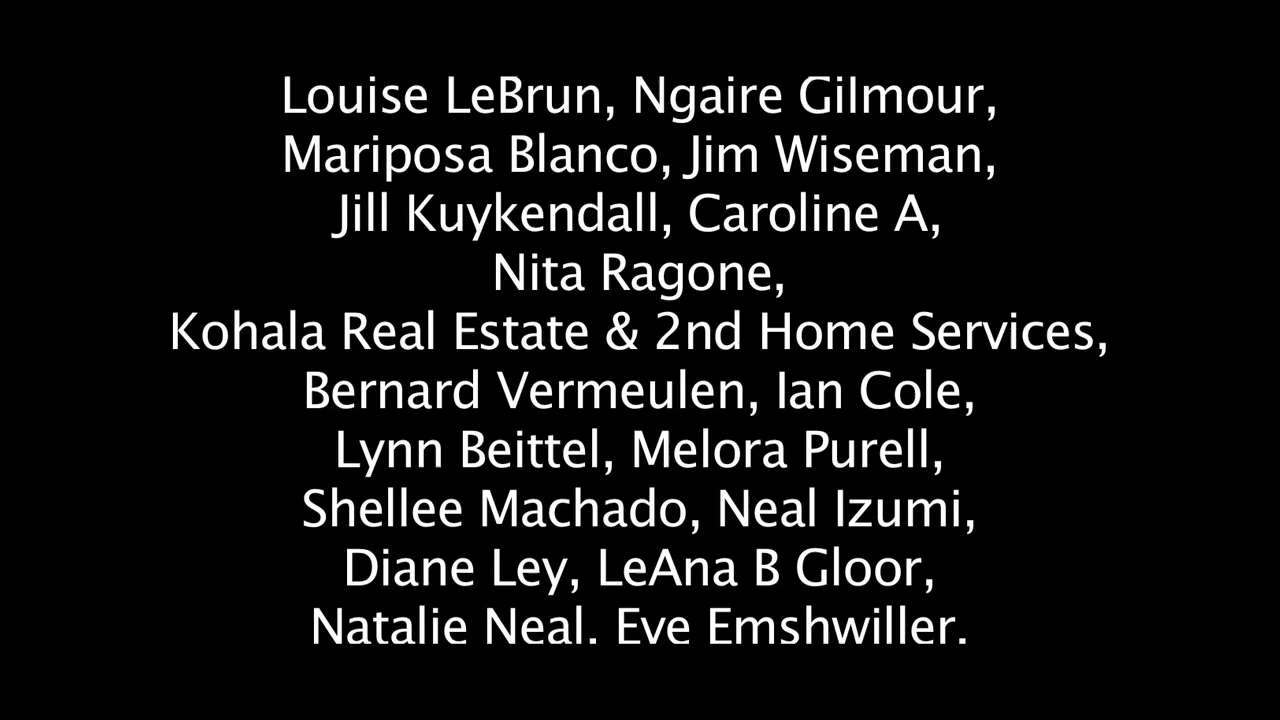 Louise LeBrun, Ngaire Gilmour,
Mariposa Blanco, Jim Wiseman,
Jill Kuykendall, Caroline A,
Nita Ragone,
Kohala Real Estate & 2nd Home Services,
Bernard Vermeulen, Ian Cole,
Lynn Beittel, Melora Purell,
Shellee Machado, Neal Izumi,
Diane Ley, LeAna B Gloor,
Natalie Neal, Eve Emshwiller,